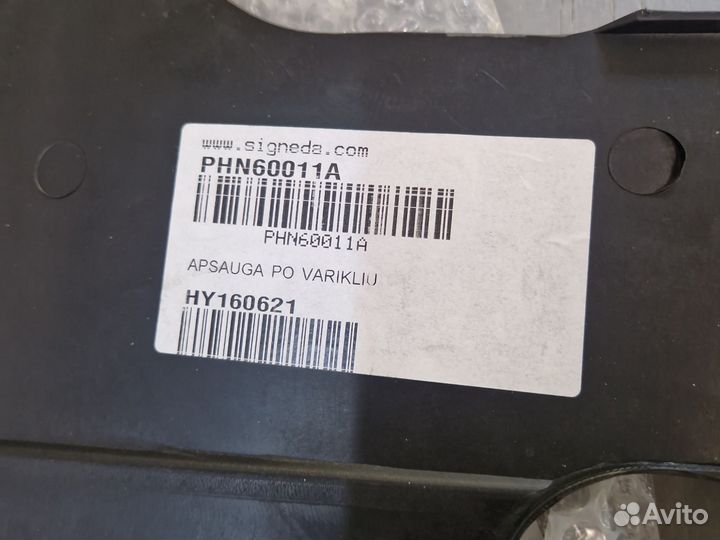 www.signeda.com
PHN60011A
PHN60011A
APSAUGA PO VARIKLIU
HY160621
Avito